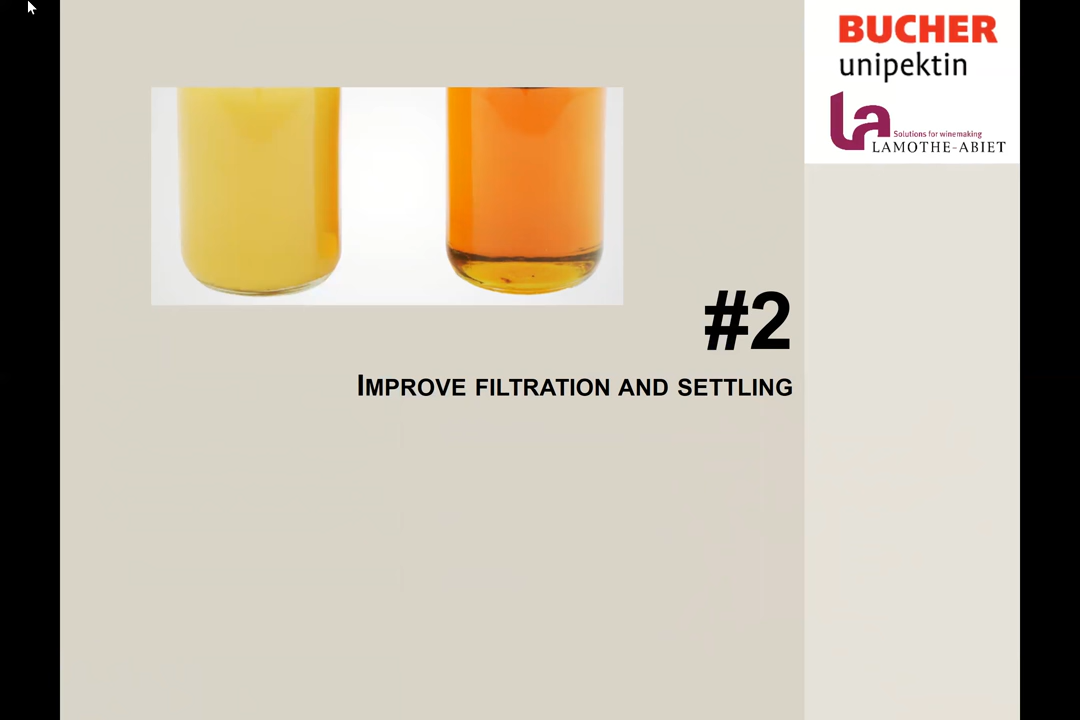 BUCHER
unipektin
La Solutions for winemaking
LAMOTHE-ABIET
#2
IMPROVE FILTRATION AND SETTLING